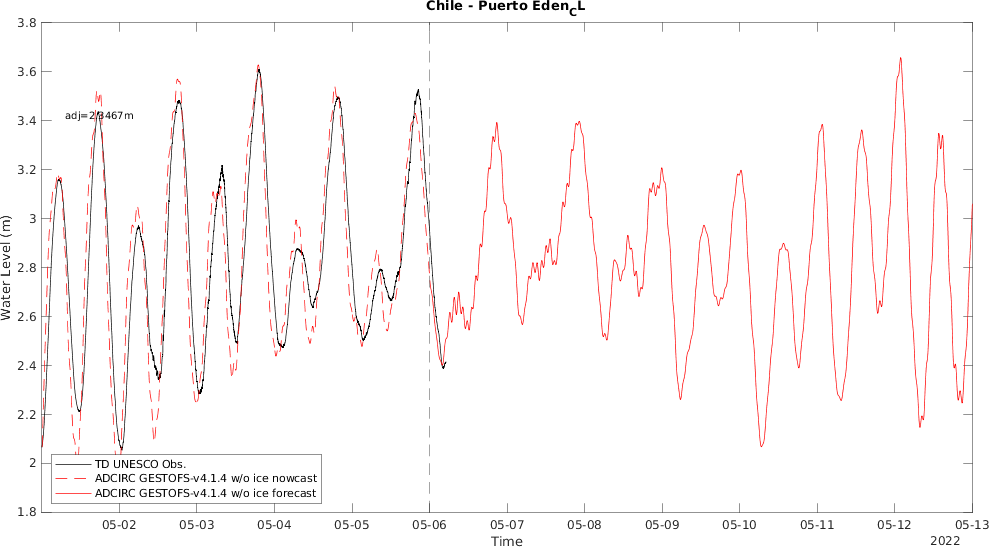 Chile - Puerto Eden_CL
3.8
3.6
3.4
3.2
3
2.8
2.6
2.4
2.2
2
1.8
Water Level (m)
adj=2.3467m
TD UNESCO Obs.
ADCIRC GESTOFS-v4.1.4 w/o ice nowcast
ADCIRC GESTOFS-v4.1.4 w/o ice forecast
05-02 05-03 05-04 05-05 05-06 05-07 05-08 05-09 05-10 05-11 05-12 05-13
Time
2022